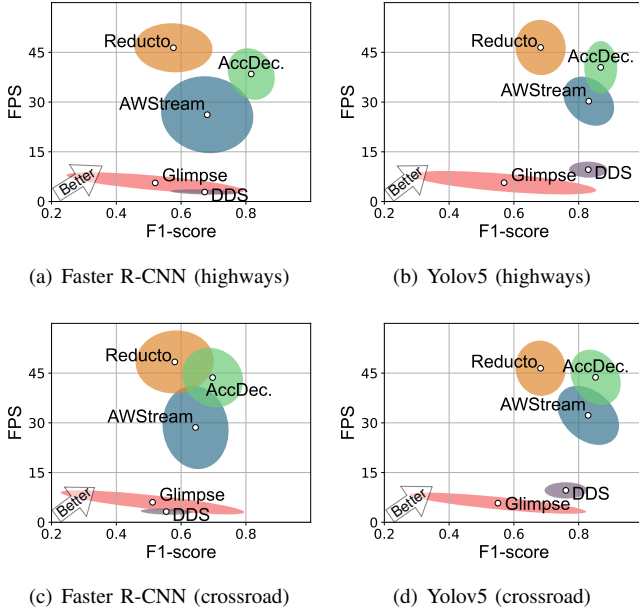 45
30
15
0
FPS
Reducto
AccDec.
AWStream
Better
Glimpse
DDS
0.2 0.4 0.6 0.8
F1-score
(a) Faster R-CNN (highways)
45
30
15
0
FPS
Reducto
AccDec.
AWStream
Better
Glimpse
DDS
0.2 0.4 0.6 0.8
F1-score
(b) Yolov5 (highways)
45
30
15
0
FPS
Reducto
AccDec.
AWStream
Better
Glimpse
DDS
0.2 0.4 0.6 0.8
F1-score
(c) Faster R-CNN (crossroad)
45
30
15
0
FPS
Reducto
AccDec.
AWStream
Better
Glimpse
DDS
0.2 0.4 0.6 0.8
F1-score
(d) Yolov5 (crossroad)